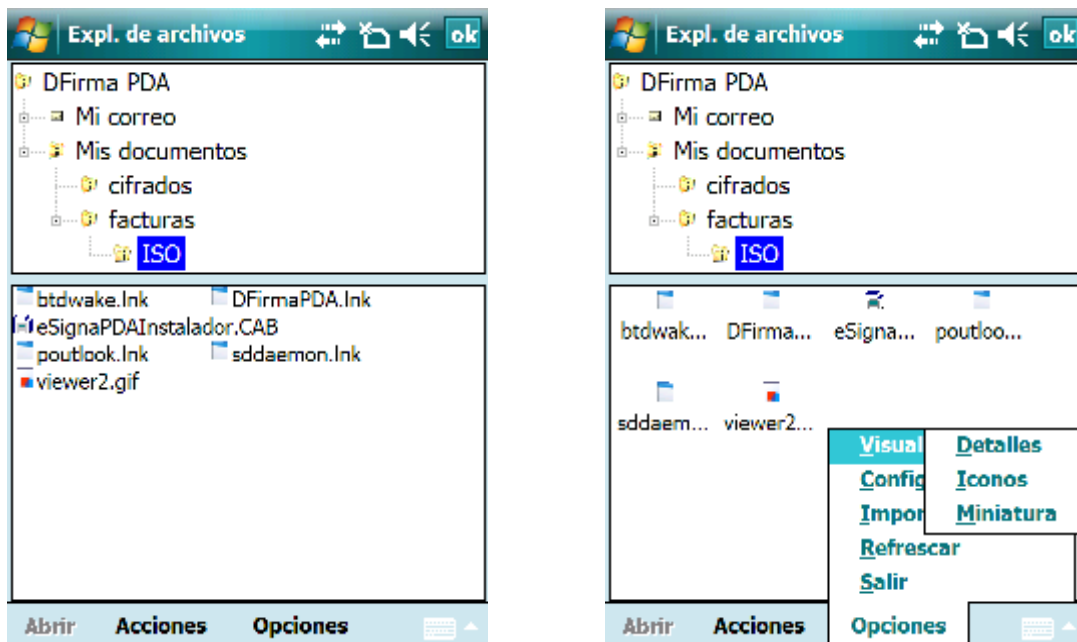 Expl. de archivos ok
DFirma PDA
Mi correo
Mis documentos
cifrados
facturas
ISO
btdwake.lnk DFirmaPDA.lnk
eSignaPDAInstalador.CAB
poutlook.lnk sddaemon.lnk
viewer2.gif
Abrir Acciones Opciones
Expl. de archivos ok
DFirma PDA
Mi correo
Mis documentos
cifrados
facturas
ISO
btdwak... DFirma... eSigna... poutloo...
sddaem... viewer2...
Visual Detalles
Config Iconos
Impor Miniatura
Refrescar
Salir
Abrir Acciones Opciones